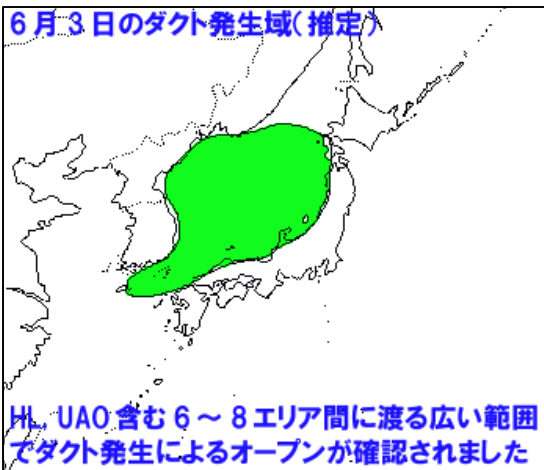 6月3日のダクト発生域(推定)
HL, UAO含む6～8エリア間に渡る広い範囲
でダクト発生によるオープンが確認されました